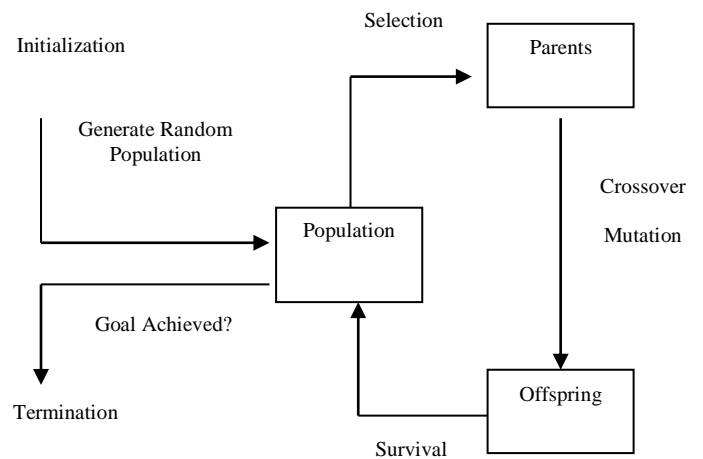 Selection
Initialization
Parents
Generate Random
Population
Crossover
Population
Mutation
Goal Achieved?
Offspring
Termination
Survival